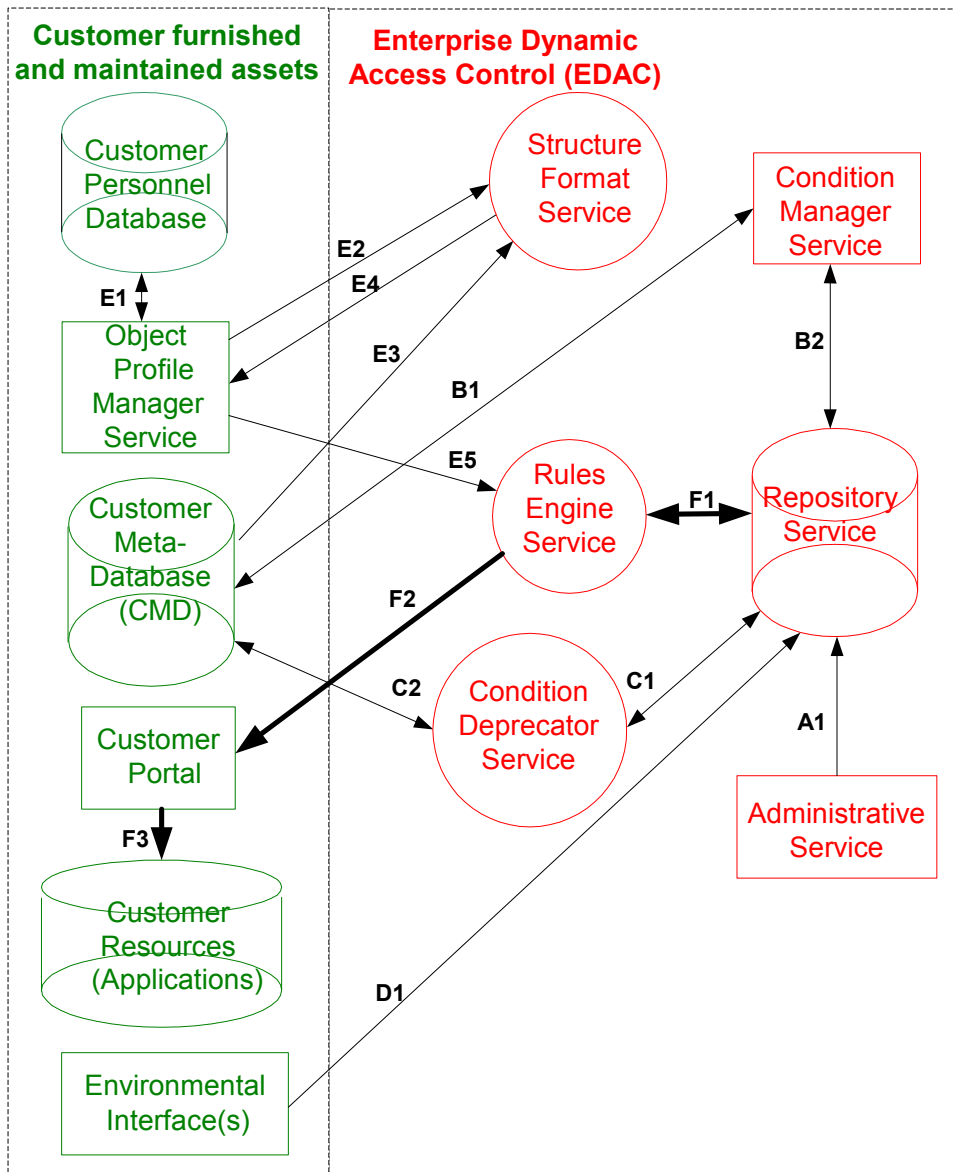 Customer furnished
and maintained assets
Enterprise Dynamic
Access Control (EDAC)
Customer
Personnel
Database
Structure
Format
Service
Condition
Manager
Service
E2
E4
E1
Object
Profile
Manager
Service
E3
B1
B2
E5
Customer
Meta-
Database
(CMD)
Rules
Engine
Service
F1
Repository
Service
F2
C2
Condition
Deprecator
Service
C1
A1
Customer
Portal
F3
Administrative
Service
Customer
Resources
(Applications)
D1
Environmental
Interface(s)